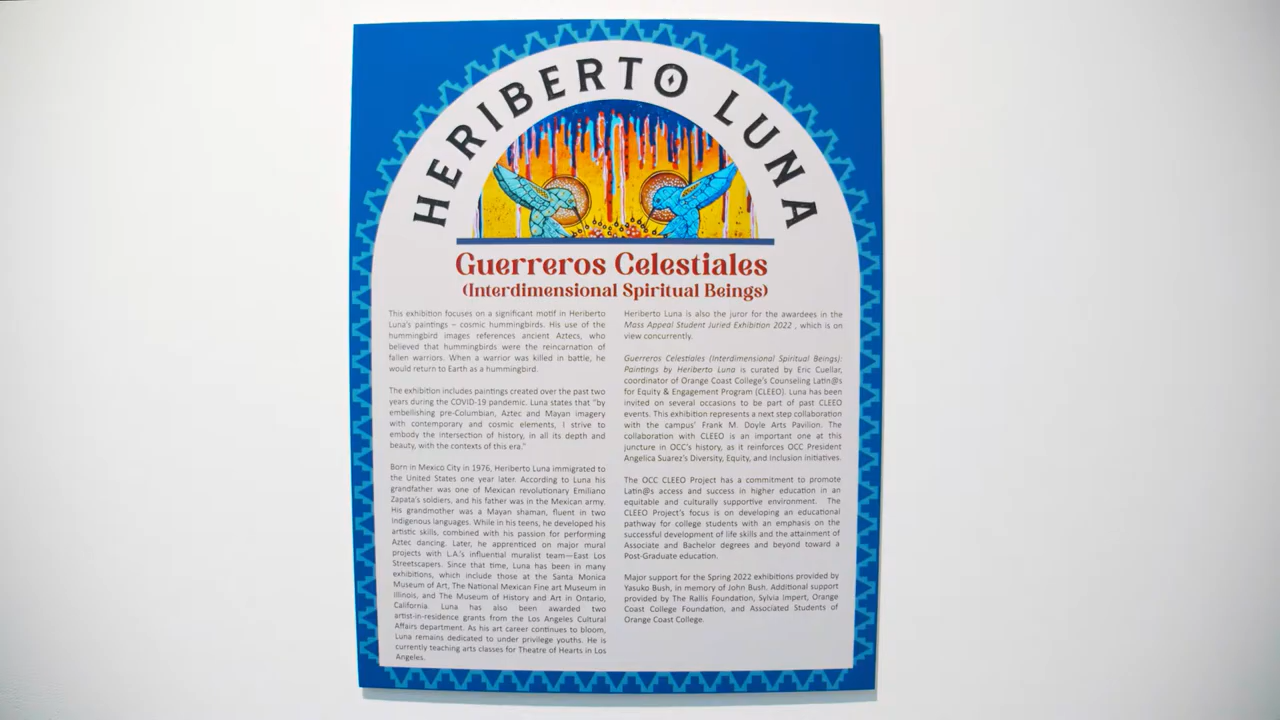 HERIBERTO LUNA
Guerreros Celestiales
(Interdimensional Spiritual Beings)
This exhibition focuses on a significant motif in Heriberto
Luna's paintings – cosmic hummingbirds. His use of the
hummingbird images references ancient Aztecs, who
believed that hummingbirds were the reincarnation of
fallen warriors. When a warrior was killed in battle, he
would return to Earth as a hummingbird.
The exhibition includes paintings created over the past two
years during the COVID-19 pandemic. Luna states that "by
embellishing pre-Columbian, Aztec and Mayan imagery
with contemporary and cosmic elements, I strive to
embody the intersection of history, in all its depth and
beauty, with the contexts of this era."
Born in Mexico City in 1976, Heriberto Luna immigrated to
the United States one year later. According to Luna his
grandfather was one of Mexican revolutionary Emiliano
Zapata's soldiers, and his father was in the Mexican army.
His grandmother was a Mayan shaman, fluent in two
Indigenous languages. While in his teens, he developed his
artistic skills, combined with his passion for performing
Aztec dancing. Later, he apprenticed on major mural
projects with L.A.'s influential muralist team—East Los
Streetscapers. Since that time, Luna has been in many
exhibitions, which include those at the Santa Monica
Museum of Art, The National Mexican Fine art Museum in
Illinois, and The Museum of History and Art in Ontario,
California. Luna has also been awarded two
artist-in-residence grants from the Los Angeles Cultural
Affairs department. As his art career continues to bloom,
Luna remains dedicated to under privilege youths. He is
currently teaching arts classes for Theatre of Hearts in Los
Angeles.
Heriberto Luna is also the juror for the awardees in the
Mass Appeal Student Juried Exhibition 2022 , which is on
view concurrently.
Guerreros Celestiales (Interdimensional Spiritual Beings):
Paintings by Heriberto Luna is curated by Eric Cuellar,
coordinator of Orange Coast College's Counseling Latin@s
for Equity & Engagement Program (CLEEO). Luna has been
invited on several occasions to be part of past CLEEO
events. This exhibition represents a next step collaboration
with the campus' Frank M. Doyle Arts Pavilion. The
collaboration with CLEEO is an important one at this
juncture in OCC's history, as it reinforces OCC President
Angelica Suarez's Diversity, Equity, and Inclusion initiatives.
The OCC CLEEO Project has a commitment to promote
Latin@s access and success in higher education in an
equitable and culturally supportive environment. The
CLEEO Project's focus is on developing an educational
pathway for college students with an emphasis on the
successful development of life skills and the attainment of
Associate and Bachelor degrees and beyond toward a
Post-Graduate education.
Major support for the Spring 2022 exhibitions provided by
Yasuko Bush, in memory of John Bush. Additional support
provided by The Rallis Foundation, Sylvia Impert, Orange
Coast College Foundation, and Associated Students of
Orange Coast College.